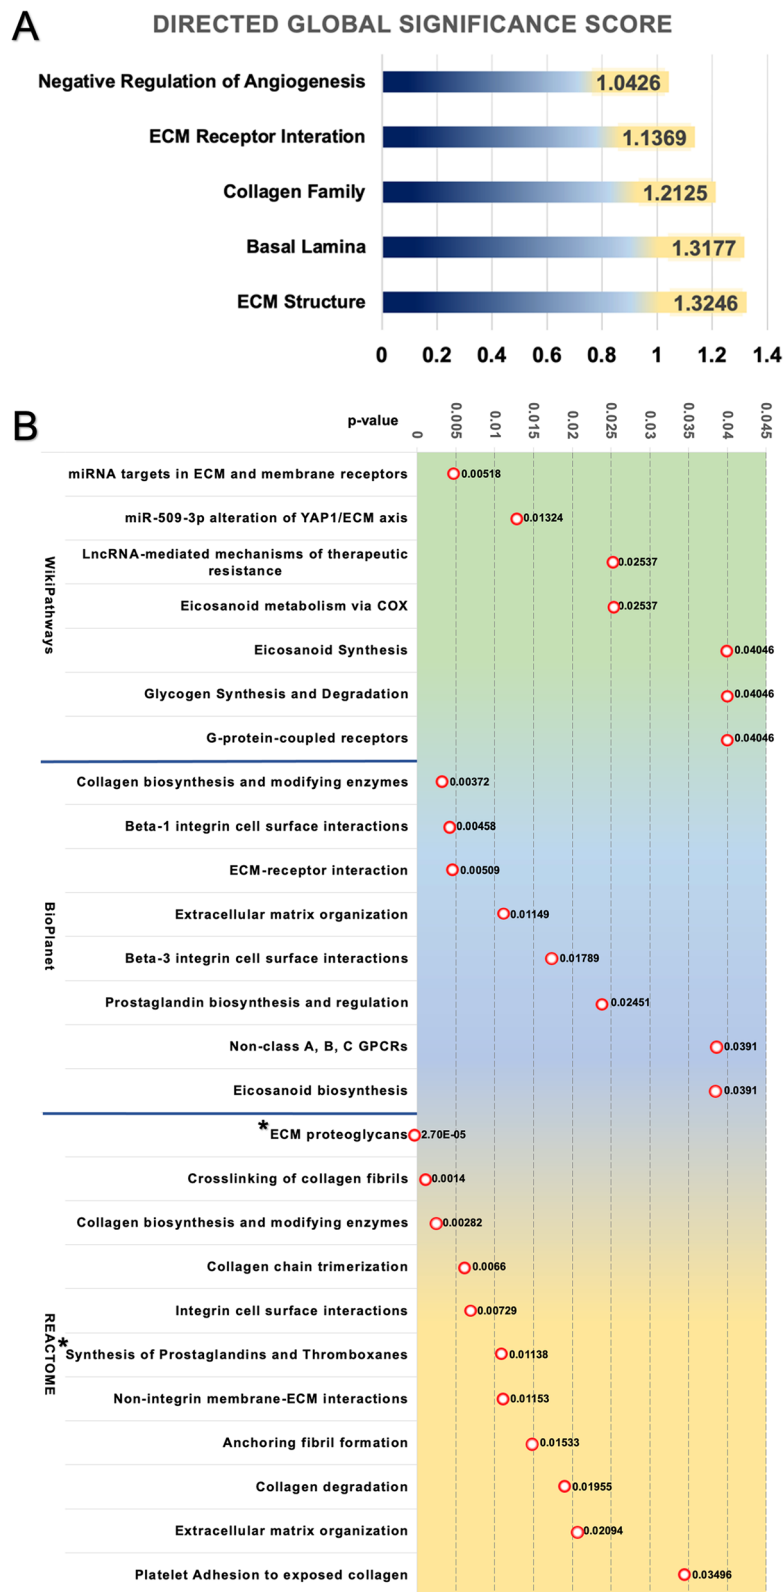 A
DIRECTED GLOBAL SIGNIFICANCE SCORE
Negative Regulation of Angiogenesis 1.0426
ECM Receptor Interation 1.1369
Collagen Family 1.2125
Basal Lamina 1.3177
ECM Structure 1.3246
0 0.2 0.4 0.6 0.8 1 1.2 1.4
B
p-value 0 0.005 0.01 0.015 0.02 0.025 0.03 0.035 0.04 0.045
WikiPathways
miRNA targets in ECM and membrane receptors 0.00518
miR-509-3p alteration of YAP1/ECM axis 0.01324
LncRNA-mediated mechanisms of therapeutic
resistance 0.02537
Eicosanoid metabolism via COX 0.02537
Eicosanoid Synthesis 0.04046
Glycogen Synthesis and Degradation 0.04046
G-protein-coupled receptors 0.04046
BioPlanet
Collagen biosynthesis and modifying enzymes 0.00372
Beta-1 integrin cell surface interactions 0.00458
ECM-receptor interaction 0.00509
Extracellular matrix organization 0.01149
Beta-3 integrin cell surface interactions 0.01789
Prostaglandin biosynthesis and regulation 0.02451
Non-class A, B, C GPCRs 0.0391
Eicosanoid biosynthesis 0.0391
REACTOME
*ECM proteoglycans 2.70E-05
Crosslinking of collagen fibrils 0.0014
Collagen biosynthesis and modifying enzymes 0.00282
Collagen chain trimerization 0.0066
Integrin cell surface interactions 0.00729
*Synthesis of Prostaglandins and Thromboxanes 0.01138
Non-integrin membrane-ECM interactions 0.01153
Anchoring fibril formation 0.01533
Collagen degradation 0.01955
Extracellular matrix organization 0.02094
Platelet Adhesion to exposed collagen 0.03496